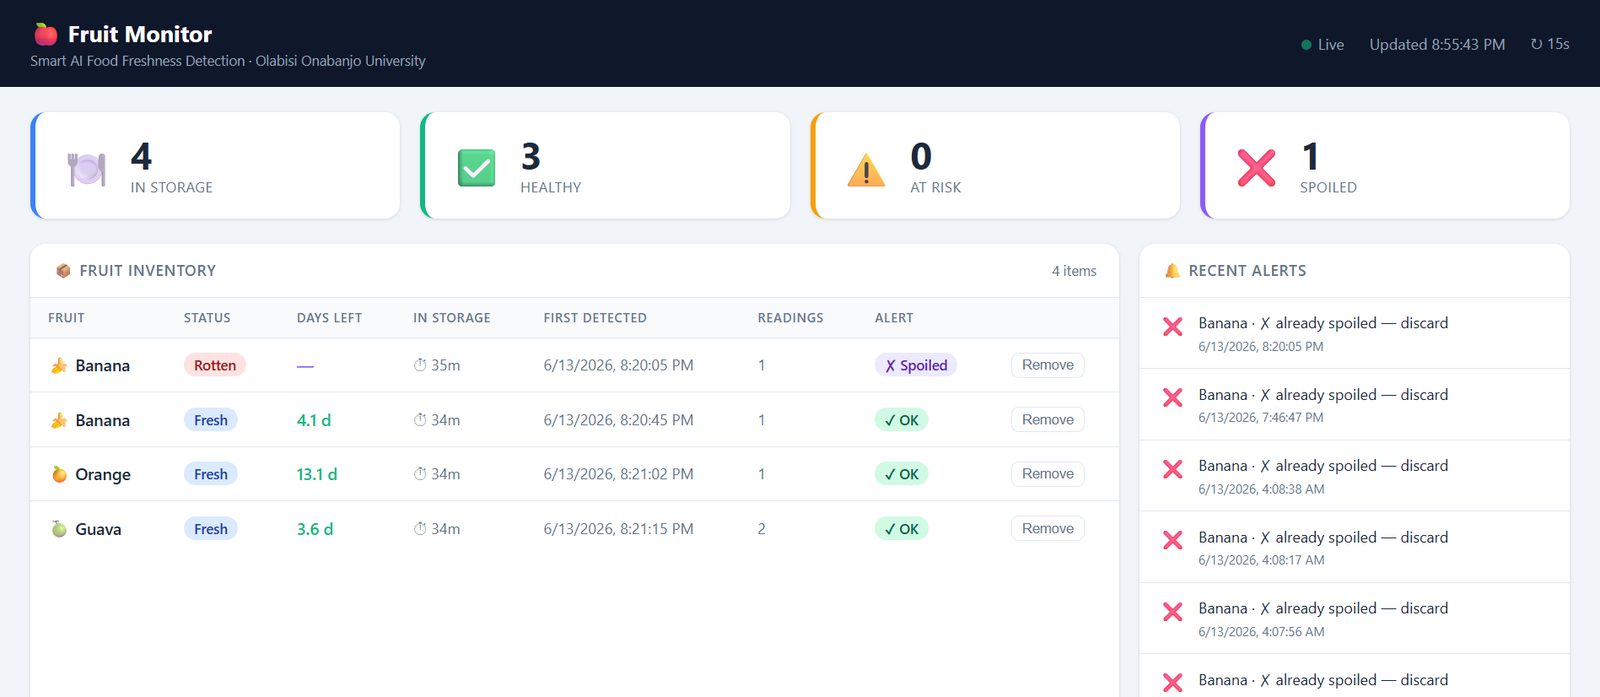 Fruit Monitor
Smart AI Food Freshness Detection · Olabisi Onabanjo University
Live Updated 8:55:43 PM ↻ 15s
4
IN STORAGE
3
HEALTHY
0
AT RISK
1
SPOILED
FRUIT INVENTORY 4 items
FRUIT STATUS DAYS LEFT IN STORAGE FIRST DETECTED READINGS ALERT
Banana Rotten — ⏱ 35m 6/13/2026, 8:20:05 PM 1 ✗ Spoiled Remove
Banana Fresh 4.1 d ⏱ 34m 6/13/2026, 8:20:45 PM 1 ✓ OK Remove
Orange Fresh 13.1 d ⏱ 34m 6/13/2026, 8:21:02 PM 1 ✓ OK Remove
Guava Fresh 3.6 d ⏱ 34m 6/13/2026, 8:21:15 PM 2 ✓ OK Remove
RECENT ALERTS
Banana · ✗ already spoiled — discard
6/13/2026, 8:20:05 PM
Banana · ✗ already spoiled — discard
6/13/2026, 7:46:47 PM
Banana · ✗ already spoiled — discard
6/13/2026, 4:08:38 AM
Banana · ✗ already spoiled — discard
6/13/2026, 4:08:17 AM
Banana · ✗ already spoiled — discard
6/13/2026, 4:07:56 AM
Banana · ✗ already spoiled — discard